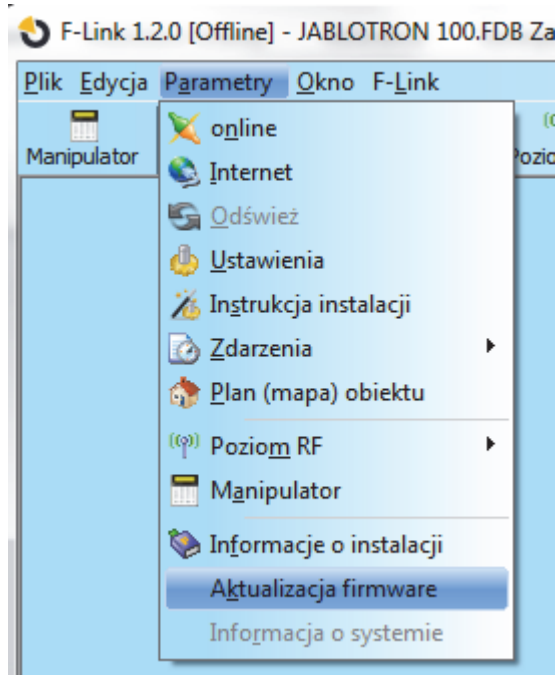 F-Link 1.2.0 [Offline] - JABLOTRON 100.FDB Za
Plik Edycja Parametry Okno F-Link
Manipulator
online
Internet
Odśwież
Ustawienia
Instrukcja instalacji
Zdarzenia
Plan (mapa) obiektu
Poziom RF
Manipulator
Informacje o instalacji
Aktualizacja firmware
Informacja o systemie